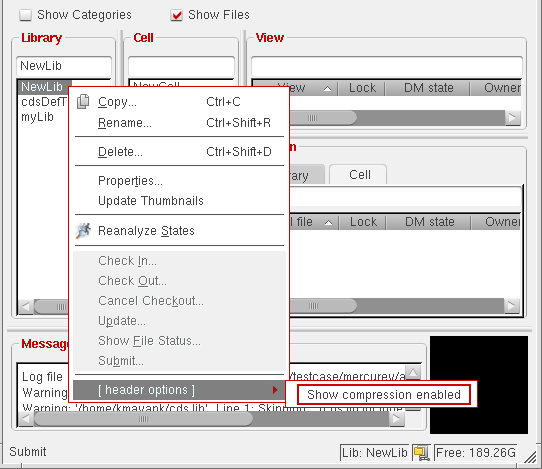 Show Categories Show Files
Library Cell View
NewLib
NewLib
cdsDefT
myLib
View Lock DM state Owner
Cell
file Lock DM state Owner
Copy... Ctrl+C
Rename... Ctrl+Shift+R
Delete... Ctrl+Shift+D
Properties...
Update Thumbnails
Reanalyze States
Check In...
Check Out...
Cancel Checkout...
Update...
Show File Status...
Submit...
[ header options ]
Show compression enabled
Message
Log file /testcase/mercurev/a
Warning
Warning: '/home/kmayank/cds.lib', Line 1: Skipping
Submit Lib: NewLib Free: 189.26G